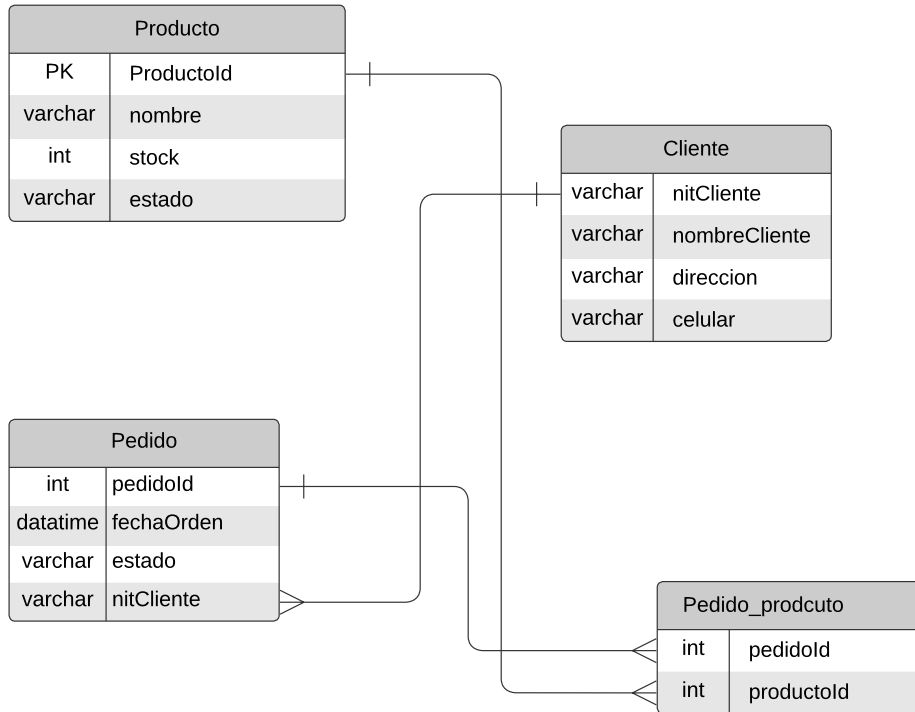 Producto
PK ProductoId
varchar nombre
int stock
varchar estado
Cliente
varchar nitCliente
varchar nombreCliente
varchar direccion
varchar celular
Pedido
int pedidoId
datatime fechaOrden
varchar estado
varchar nitCliente
Pedido_prodcuto
int pedidoId
int productoId